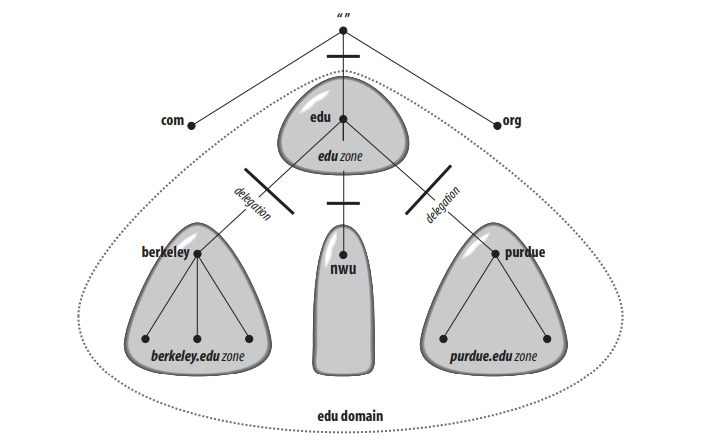 “ ”
com
org
edu
edu zone
delegation
delegation
berkeley
nwu
purdue
berkeley.edu zone
purdue.edu zone
edu domain